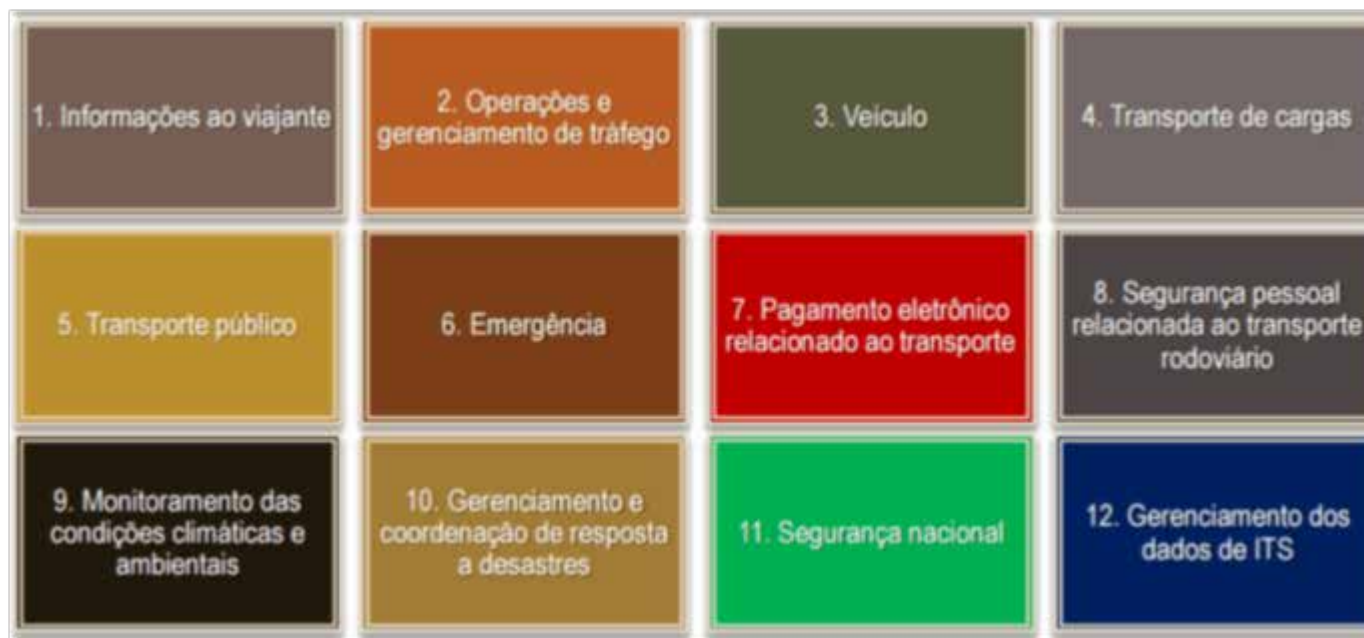 1. Informações ao viajante
2. Operações e
gerenciamento de tráfego
3. Veículo
4. Transporte de cargas
5. Transporte público
6. Emergência
7. Pagamento eletrônico
relacionado ao transporte
8. Segurança pessoal
relacionada ao transporte
rodoviário
9. Monitoramento das
condições climáticas e
ambientais
10. Gerenciamento e
coordenação de resposta
a desastres
11. Segurança nacional
12. Gerenciamento dos
dados de ITS